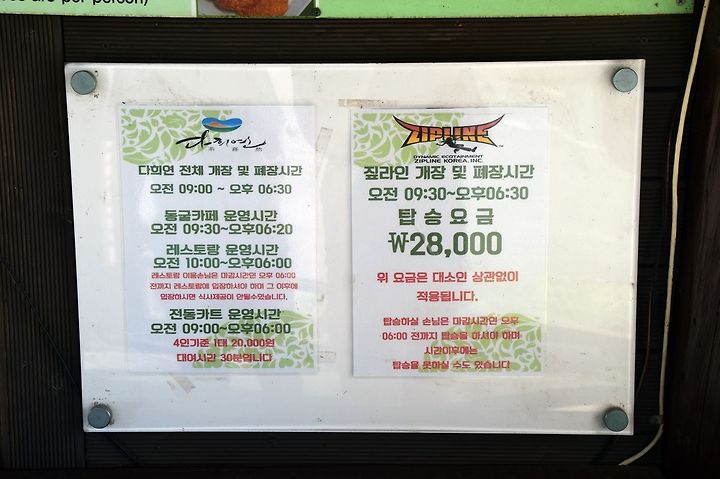 are per person)
다희연
茶喜然
다희연 전체 개장 및 폐장시간
오전 09:00 ~ 오후 06:30
동굴카페 운영시간
오전 09:30~오후06:20
레스토랑 운영시간
오전 10:00~오후06:00
레스토랑 이용손님은 마감시간인 오후 06:00
전까지 레스토랑에 입장하셔야 하며 그 이후에
입장하시면 식사제공이 안될수있습니다.
전동카트 운영시간
오전 09:00~오후06:00
4인기준 1대 20,000원
대여시간 30분입니다
ZIPLINE
DYNAMIC ECOTAINMENT
ZIPLINE KOREA, INC.
짚라인 개장 및 폐장시간
오전 09:30~오후06:30
탑승요금
₩28,000
위 요금은 대소인 상관없이
적용됩니다.
탑승하실 손님은 마감시간인 오후
06:00 전까지 탑승을 하셔야 하며
시간이후에는
탑승을 못하실 수도 있습니다